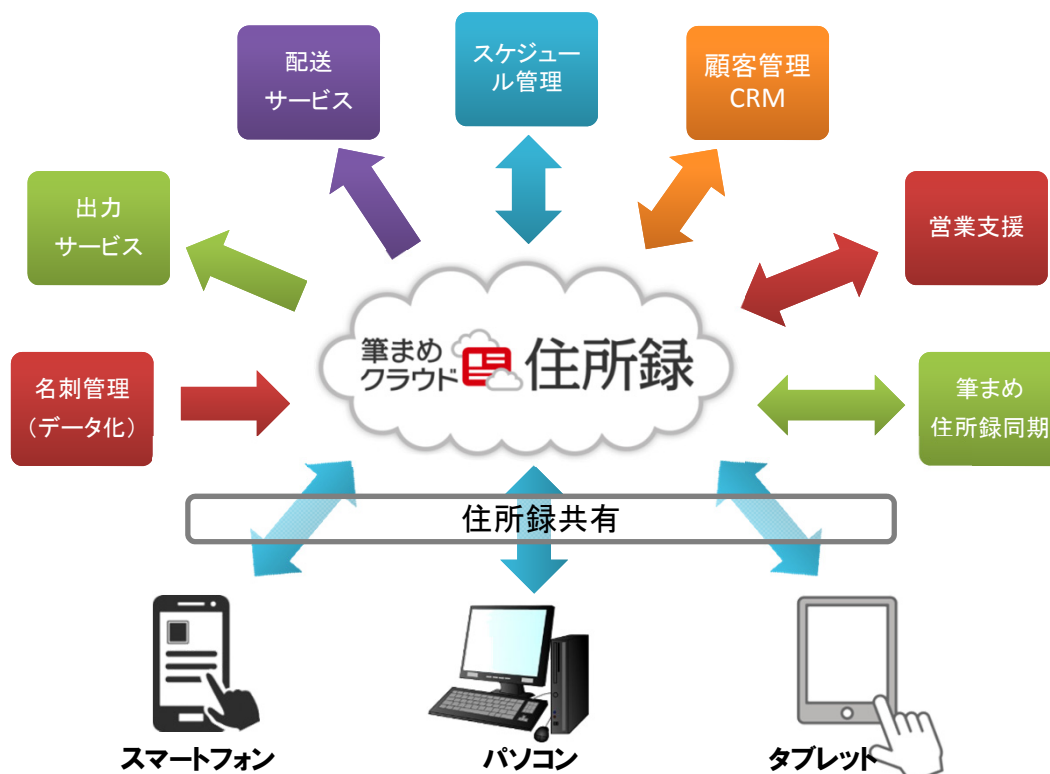 配送
サービス
スケジュー
ル管理
顧客管理
CRM
出力
サービス
営業支援
筆まめ
クラウド
住所録
名刺管理
（データ化）
筆まめ
住所録同期
住所録共有
スマートフォン
パソコン
タブレット